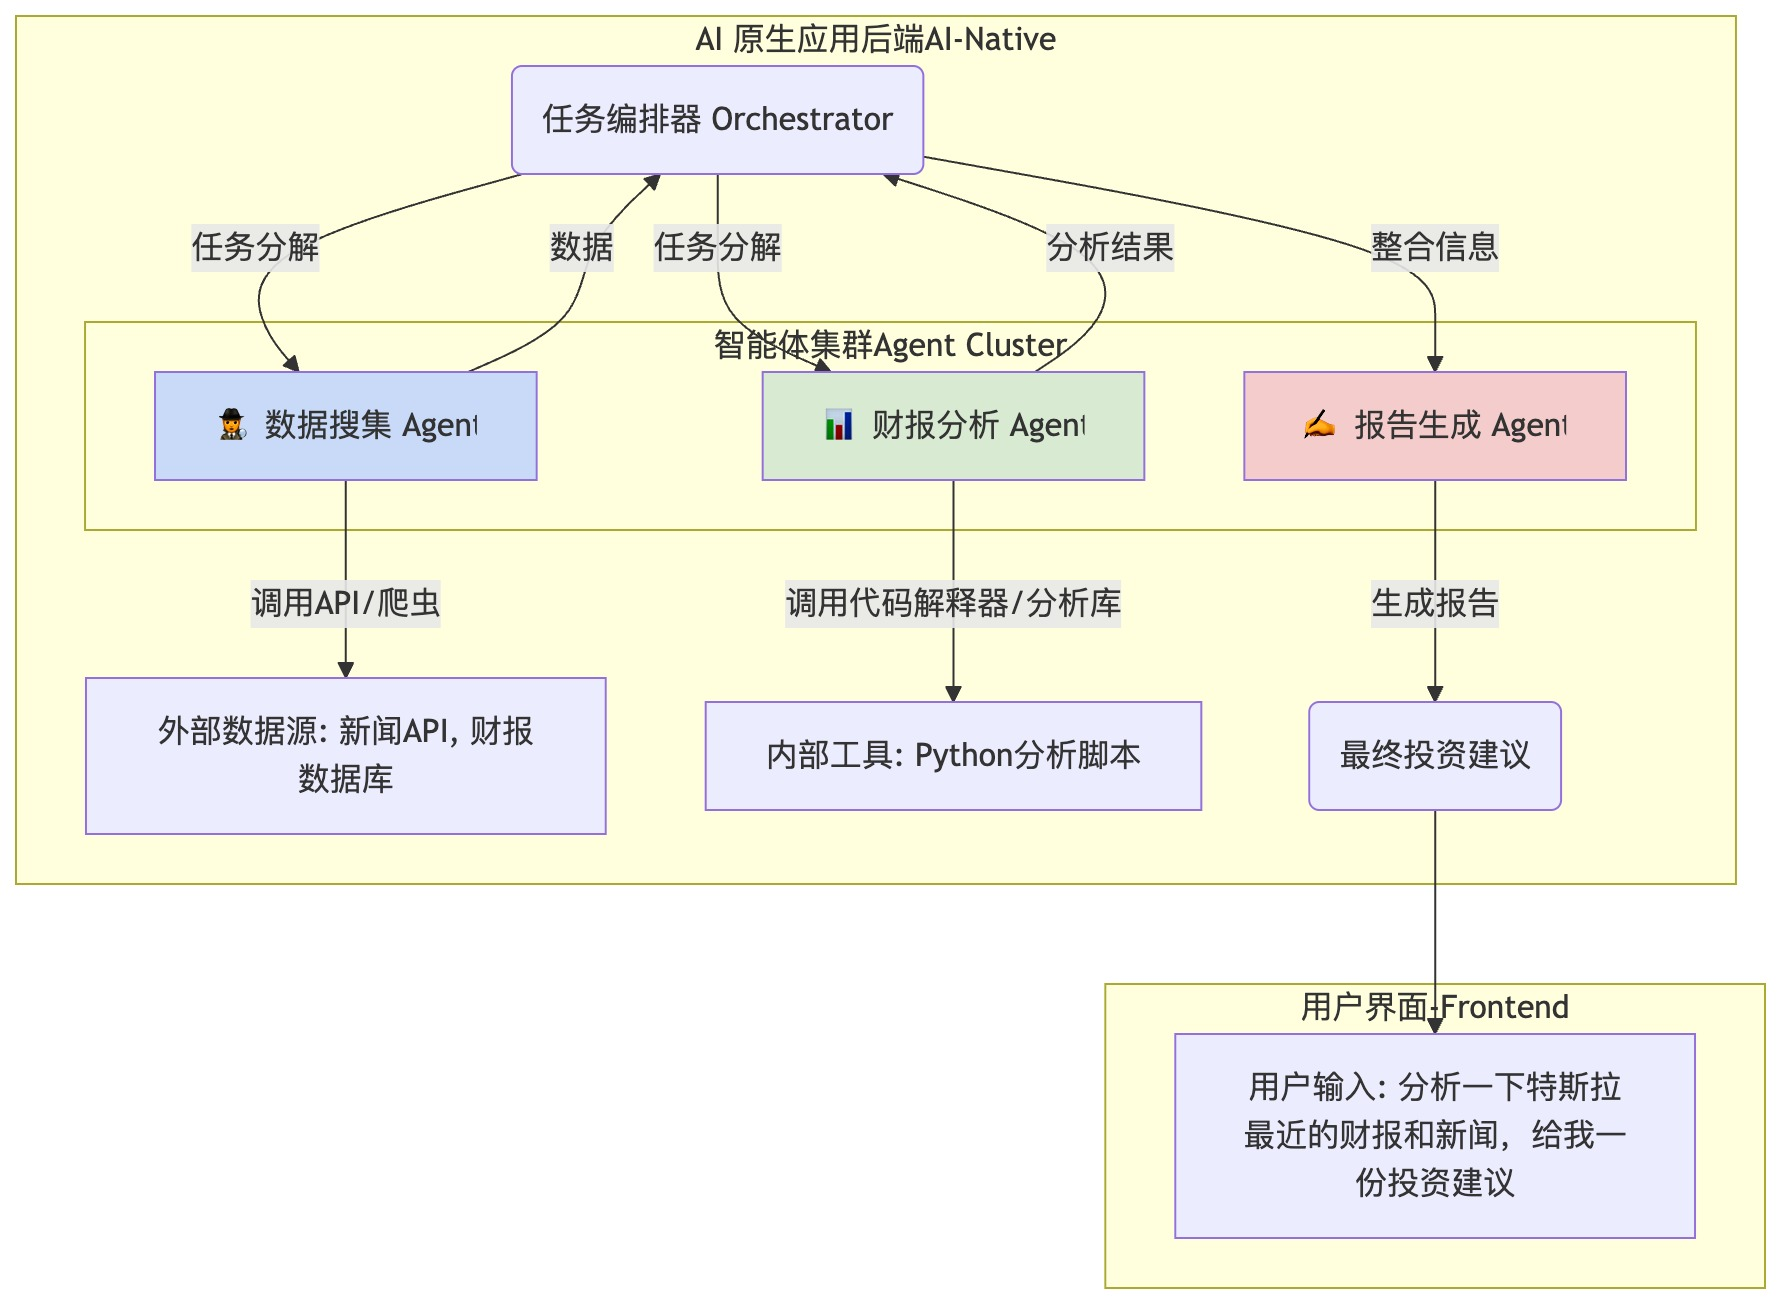 AI 原生应用后端AI-Native
任务编排器 Orchestrator
任务分解
数据
任务分解
分析结果
整合信息
智能体集群Agent Cluster
数据搜集 Agent
财报分析 Agent
报告生成 Agent
调用API/爬虫
调用代码解释器/分析库
生成报告
外部数据源: 新闻API, 财报
数据库
内部工具: Python分析脚本
最终投资建议
用户界面-Frontend
用户输入: 分析一下特斯拉
最近的财报和新闻，给我一
份投资建议